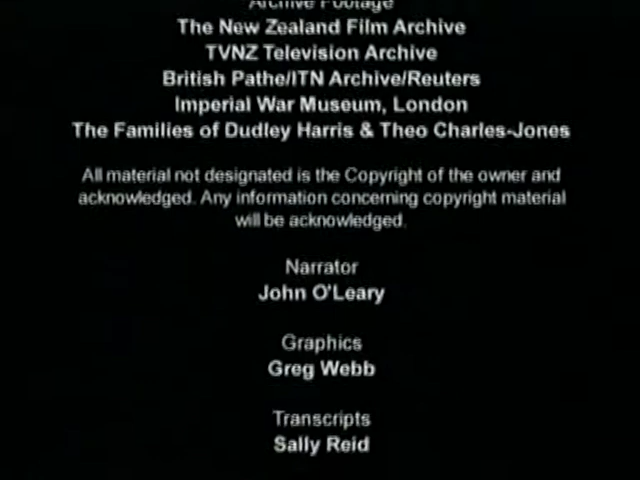 Archive Footage
The New Zealand Film Archive
TVNZ Television Archive
British Pathe/ITN Archive/Reuters
Imperial War Museum, London
The Families of Dudley Harris & Theo Charles-Jones
All material not designated is the Copyright of the owner and
acknowledged. Any information concerning copyright material
will be acknowledged.
Narrator
John O'Leary
Graphics
Greg Webb
Transcripts
Sally Reid